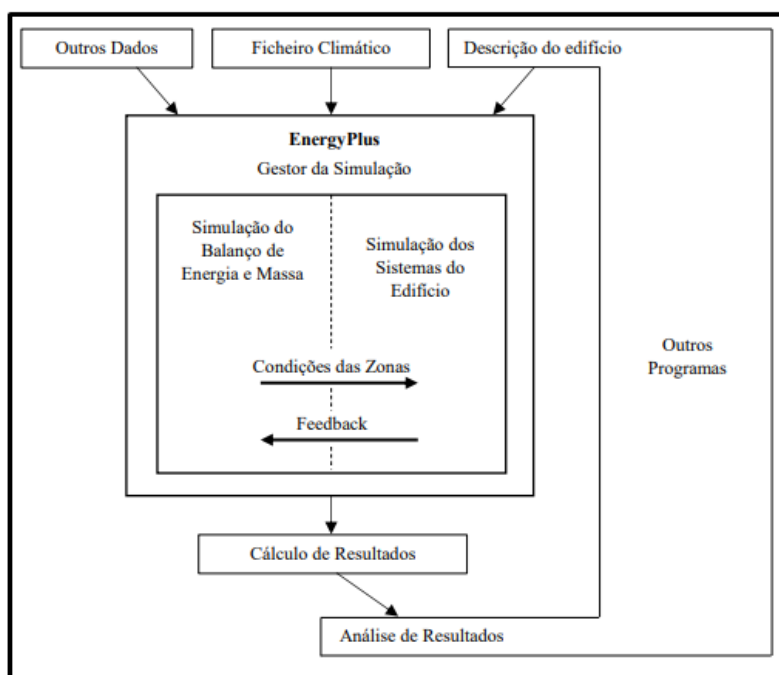 Outros Dados
Ficheiro Climático
Descrição do edifício
EnergyPlus
Gestor da Simulação
Simulação do
Balanço de
Energia e Massa
Simulação dos
Sistemas do
Edifício
Condições das Zonas
Feedback
Outros
Programas
Cálculo de Resultados
Análise de Resultados